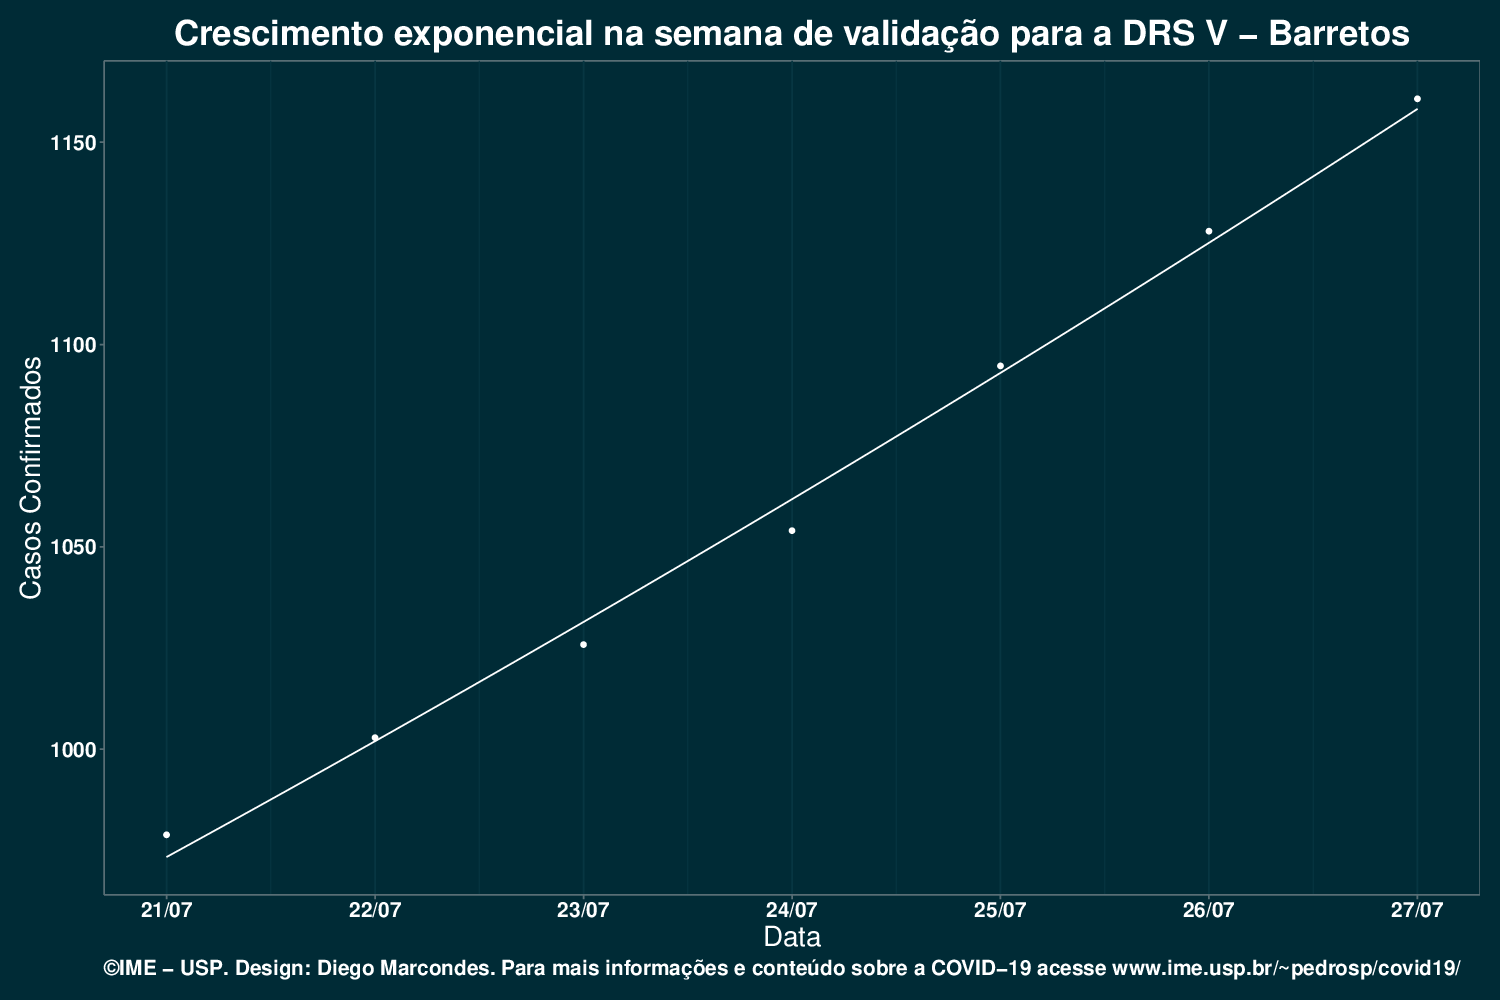 Crescimento exponencial na semana de validação para a DRS V − Barretos
1150
1100
1050
1000
Casos Confirmados
21/07 22/07 23/07 24/07 25/07 26/07 27/07
Data
©IME − USP. Design: Diego Marcondes. Para mais informações e conteúdo sobre a COVID−19 acesse www.ime.usp.br/~pedrosp/covid19/